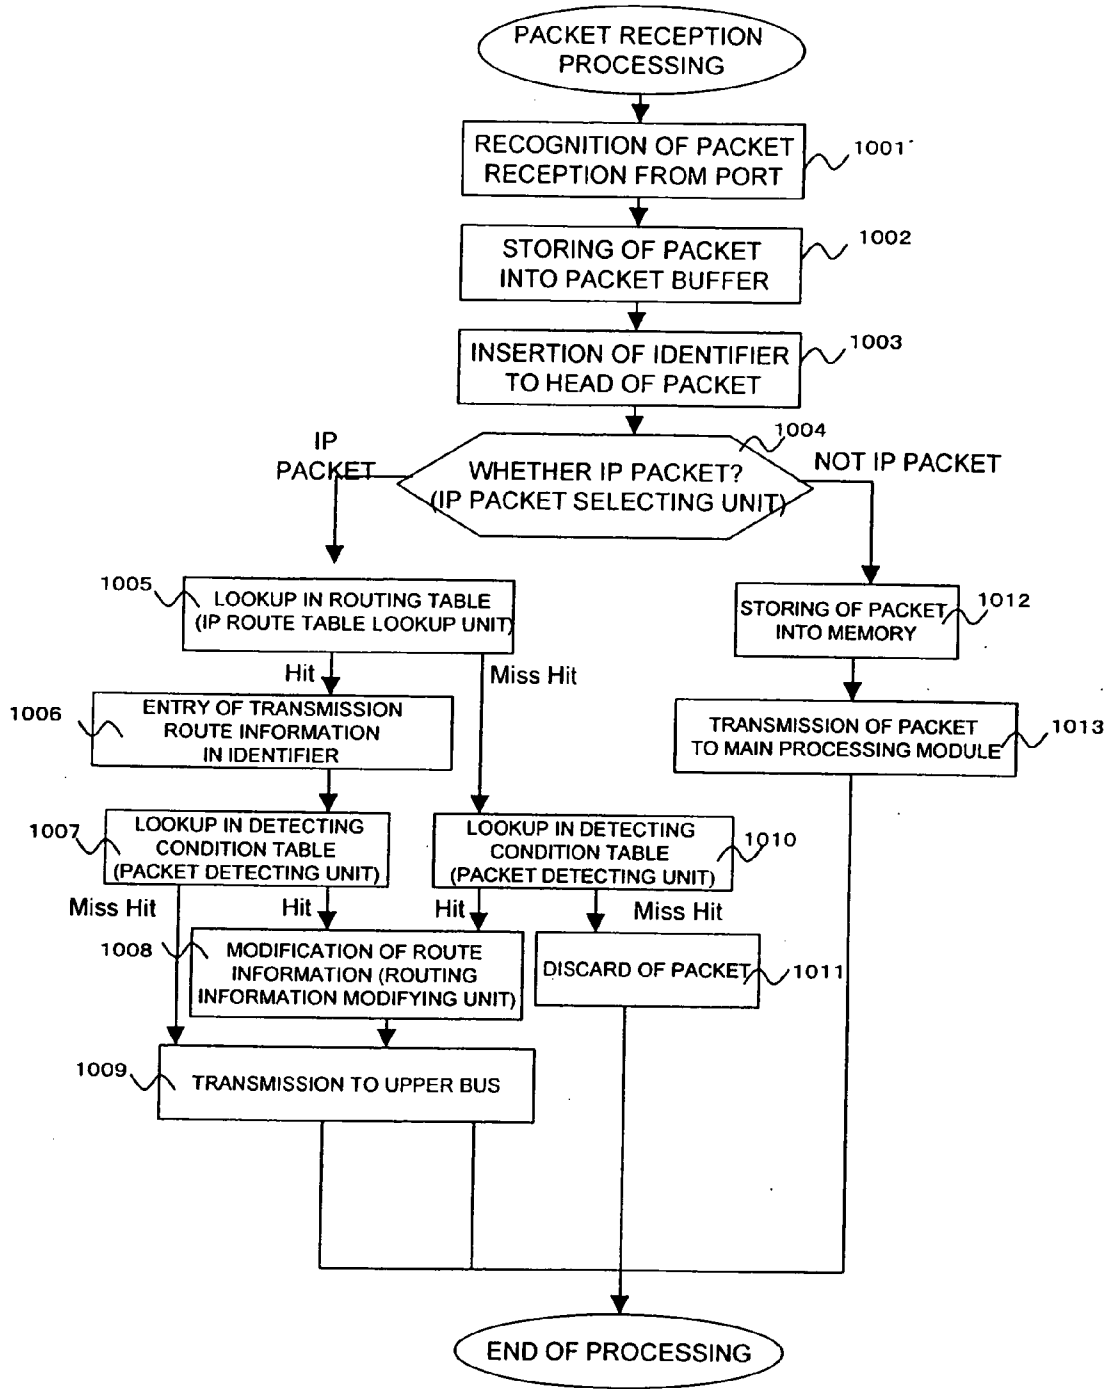 PACKET RECEPTION
PROCESSING
RECOGNITION OF PACKET
RECEPTION FROM PORT
1001
STORING OF PACKET
INTO PACKET BUFFER
1002
INSERTION OF IDENTIFIER
TO HEAD OF PACKET
1003
1004
IP
PACKET
WHETHER IP PACKET?
(IP PACKET SELECTING UNIT)
NOT IP PACKET
1005
LOOKUP IN ROUTING TABLE
(IP ROUTE TABLE LOOKUP UNIT)
STORING OF PACKET
INTO MEMORY
1012
Hit
Miss Hit
1006
ENTRY OF TRANSMISSION
ROUTE INFORMATION
IN IDENTIFIER
TRANSMISSION OF PACKET
TO MAIN PROCESSING MODULE
1013
1007
LOOKUP IN DETECTING
CONDITION TABLE
(PACKET DETECTING UNIT)
LOOKUP IN DETECTING
CONDITION TABLE
(PACKET DETECTING UNIT)
1010
Miss Hit
Hit
Hit
Miss Hit
1008
MODIFICATION OF ROUTE
INFORMATION (ROUTING
INFORMATION MODIFYING UNIT)
DISCARD OF PACKET
1011
1009
TRANSMISSION TO UPPER BUS
END OF PROCESSING